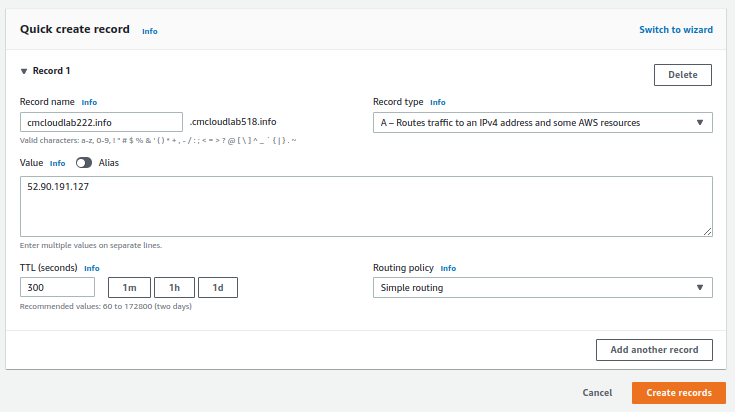 Quick create record Info Switch to wizard
Record 1
Delete
Record name Info Record type Info
cmcloudlab222.info .cmcloudlab518.info A – Routes traffic to an IPv4 address and some AWS resources
Valid characters: a-z, 0-9, ! " # $ % & ' ( ) * + , - / : ; < = > ? @ [ \ ] ^ _ ` { | } . ~
Value Info Alias
52.90.191.127
Enter multiple values on separate lines.
TTL (seconds) Info Routing policy Info
300 1m 1h 1d Simple routing
Recommended values: 60 to 172800 (two days)
Add another record
Cancel Create records